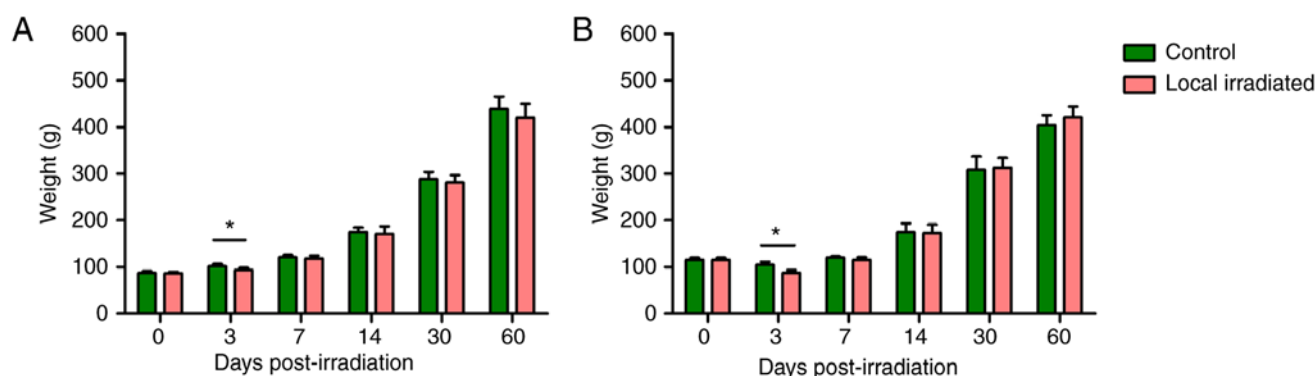 A
Weight (g)
600
500
400
300
200
100
0
*
0 3 7 14 30 60
Days post-irradiation
B
Weight (g)
600
500
400
300
200
100
0
*
0 3 7 14 30 60
Days post-irradiation
Control
Local irradiated